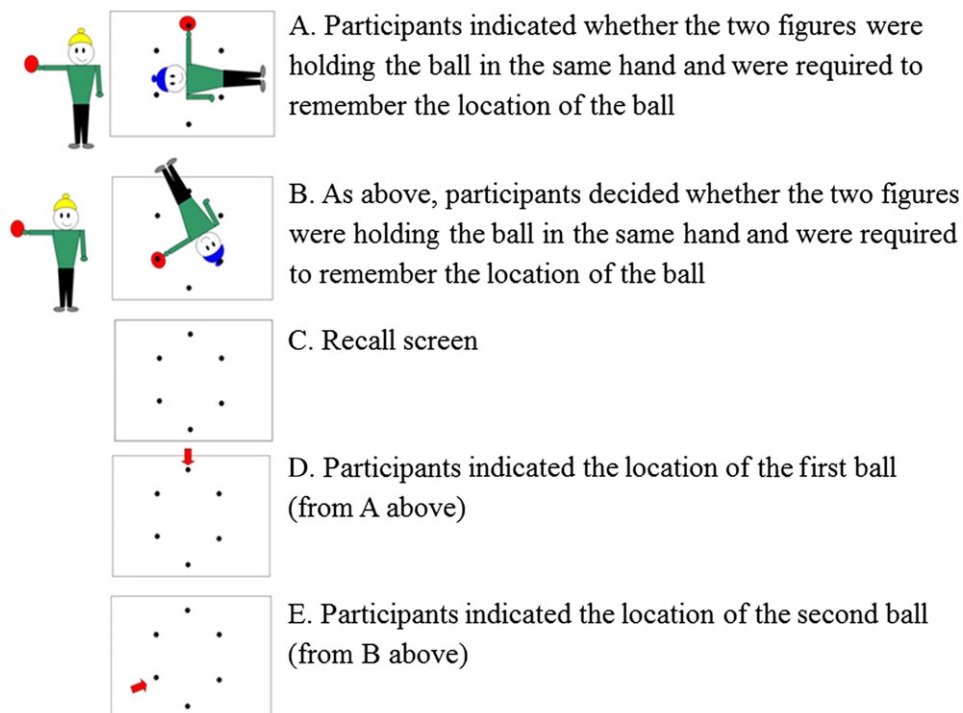 A. Participants indicated whether the two figures were
holding the ball in the same hand and were required to
remember the location of the ball
B. As above, participants decided whether the two figures
were holding the ball in the same hand and were required
to remember the location of the ball
C. Recall screen
D. Participants indicated the location of the first ball
(from A above)
E. Participants indicated the location of the second ball
(from B above)